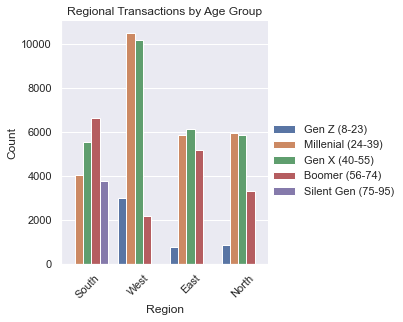 Regional Transactions by Age Group
10000
8000
6000
4000
2000
0
Count
South
West
East
North
Region
Gen Z (8-23)
Millenial (24-39)
Gen X (40-55)
Boomer (56-74)
Silent Gen (75-95)